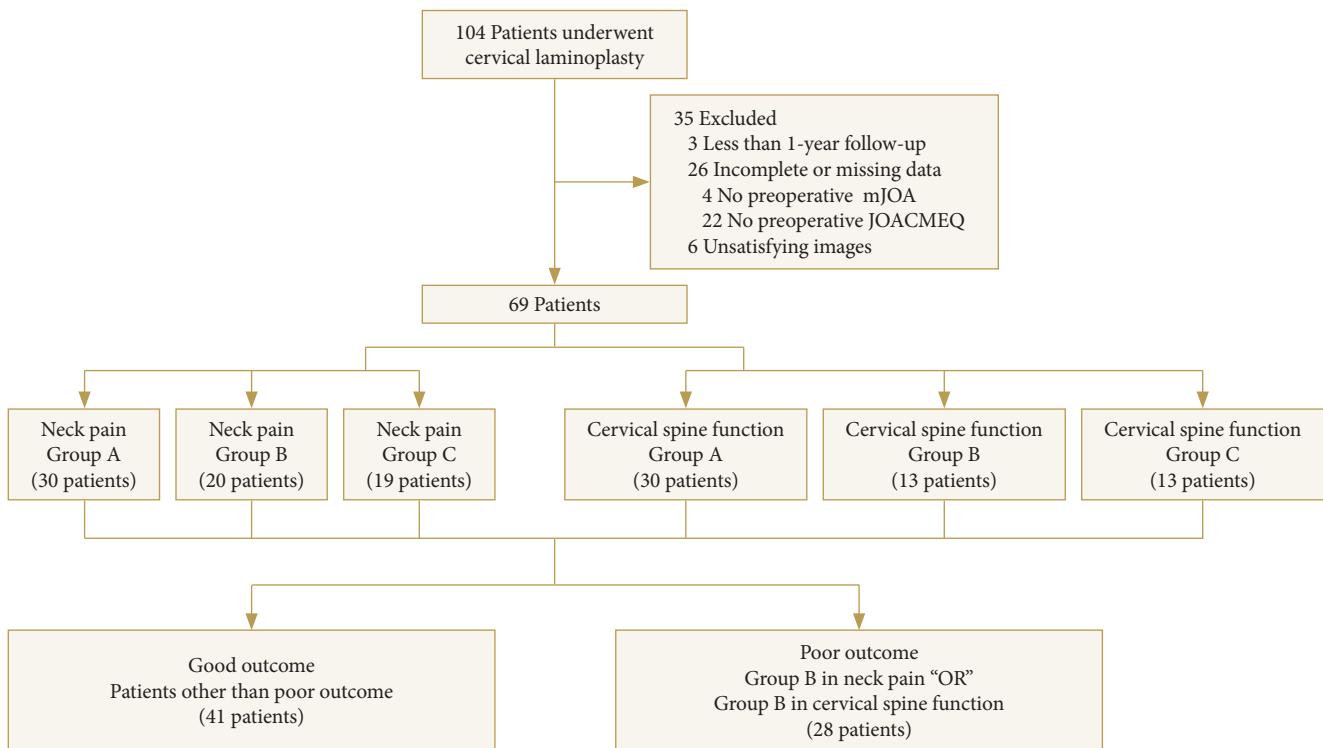 104 Patients underwent
cervical laminoplasty
35 Excluded
3 Less than 1-year follow-up
26 Incomplete or missing data
4 No preoperative mJOA
22 No preoperative JOACMEQ
6 Unsatisfying images
69 Patients
Neck pain
Group A
(30 patients)
Neck pain
Group B
(20 patients)
Neck pain
Group C
(19 patients)
Cervical spine function
Group A
(30 patients)
Cervical spine function
Group B
(13 patients)
Cervical spine function
Group C
(13 patients)
Good outcome
Patients other than poor outcome
(41 patients)
Poor outcome
Group B in neck pain “OR”
Group B in cervical spine function
(28 patients)